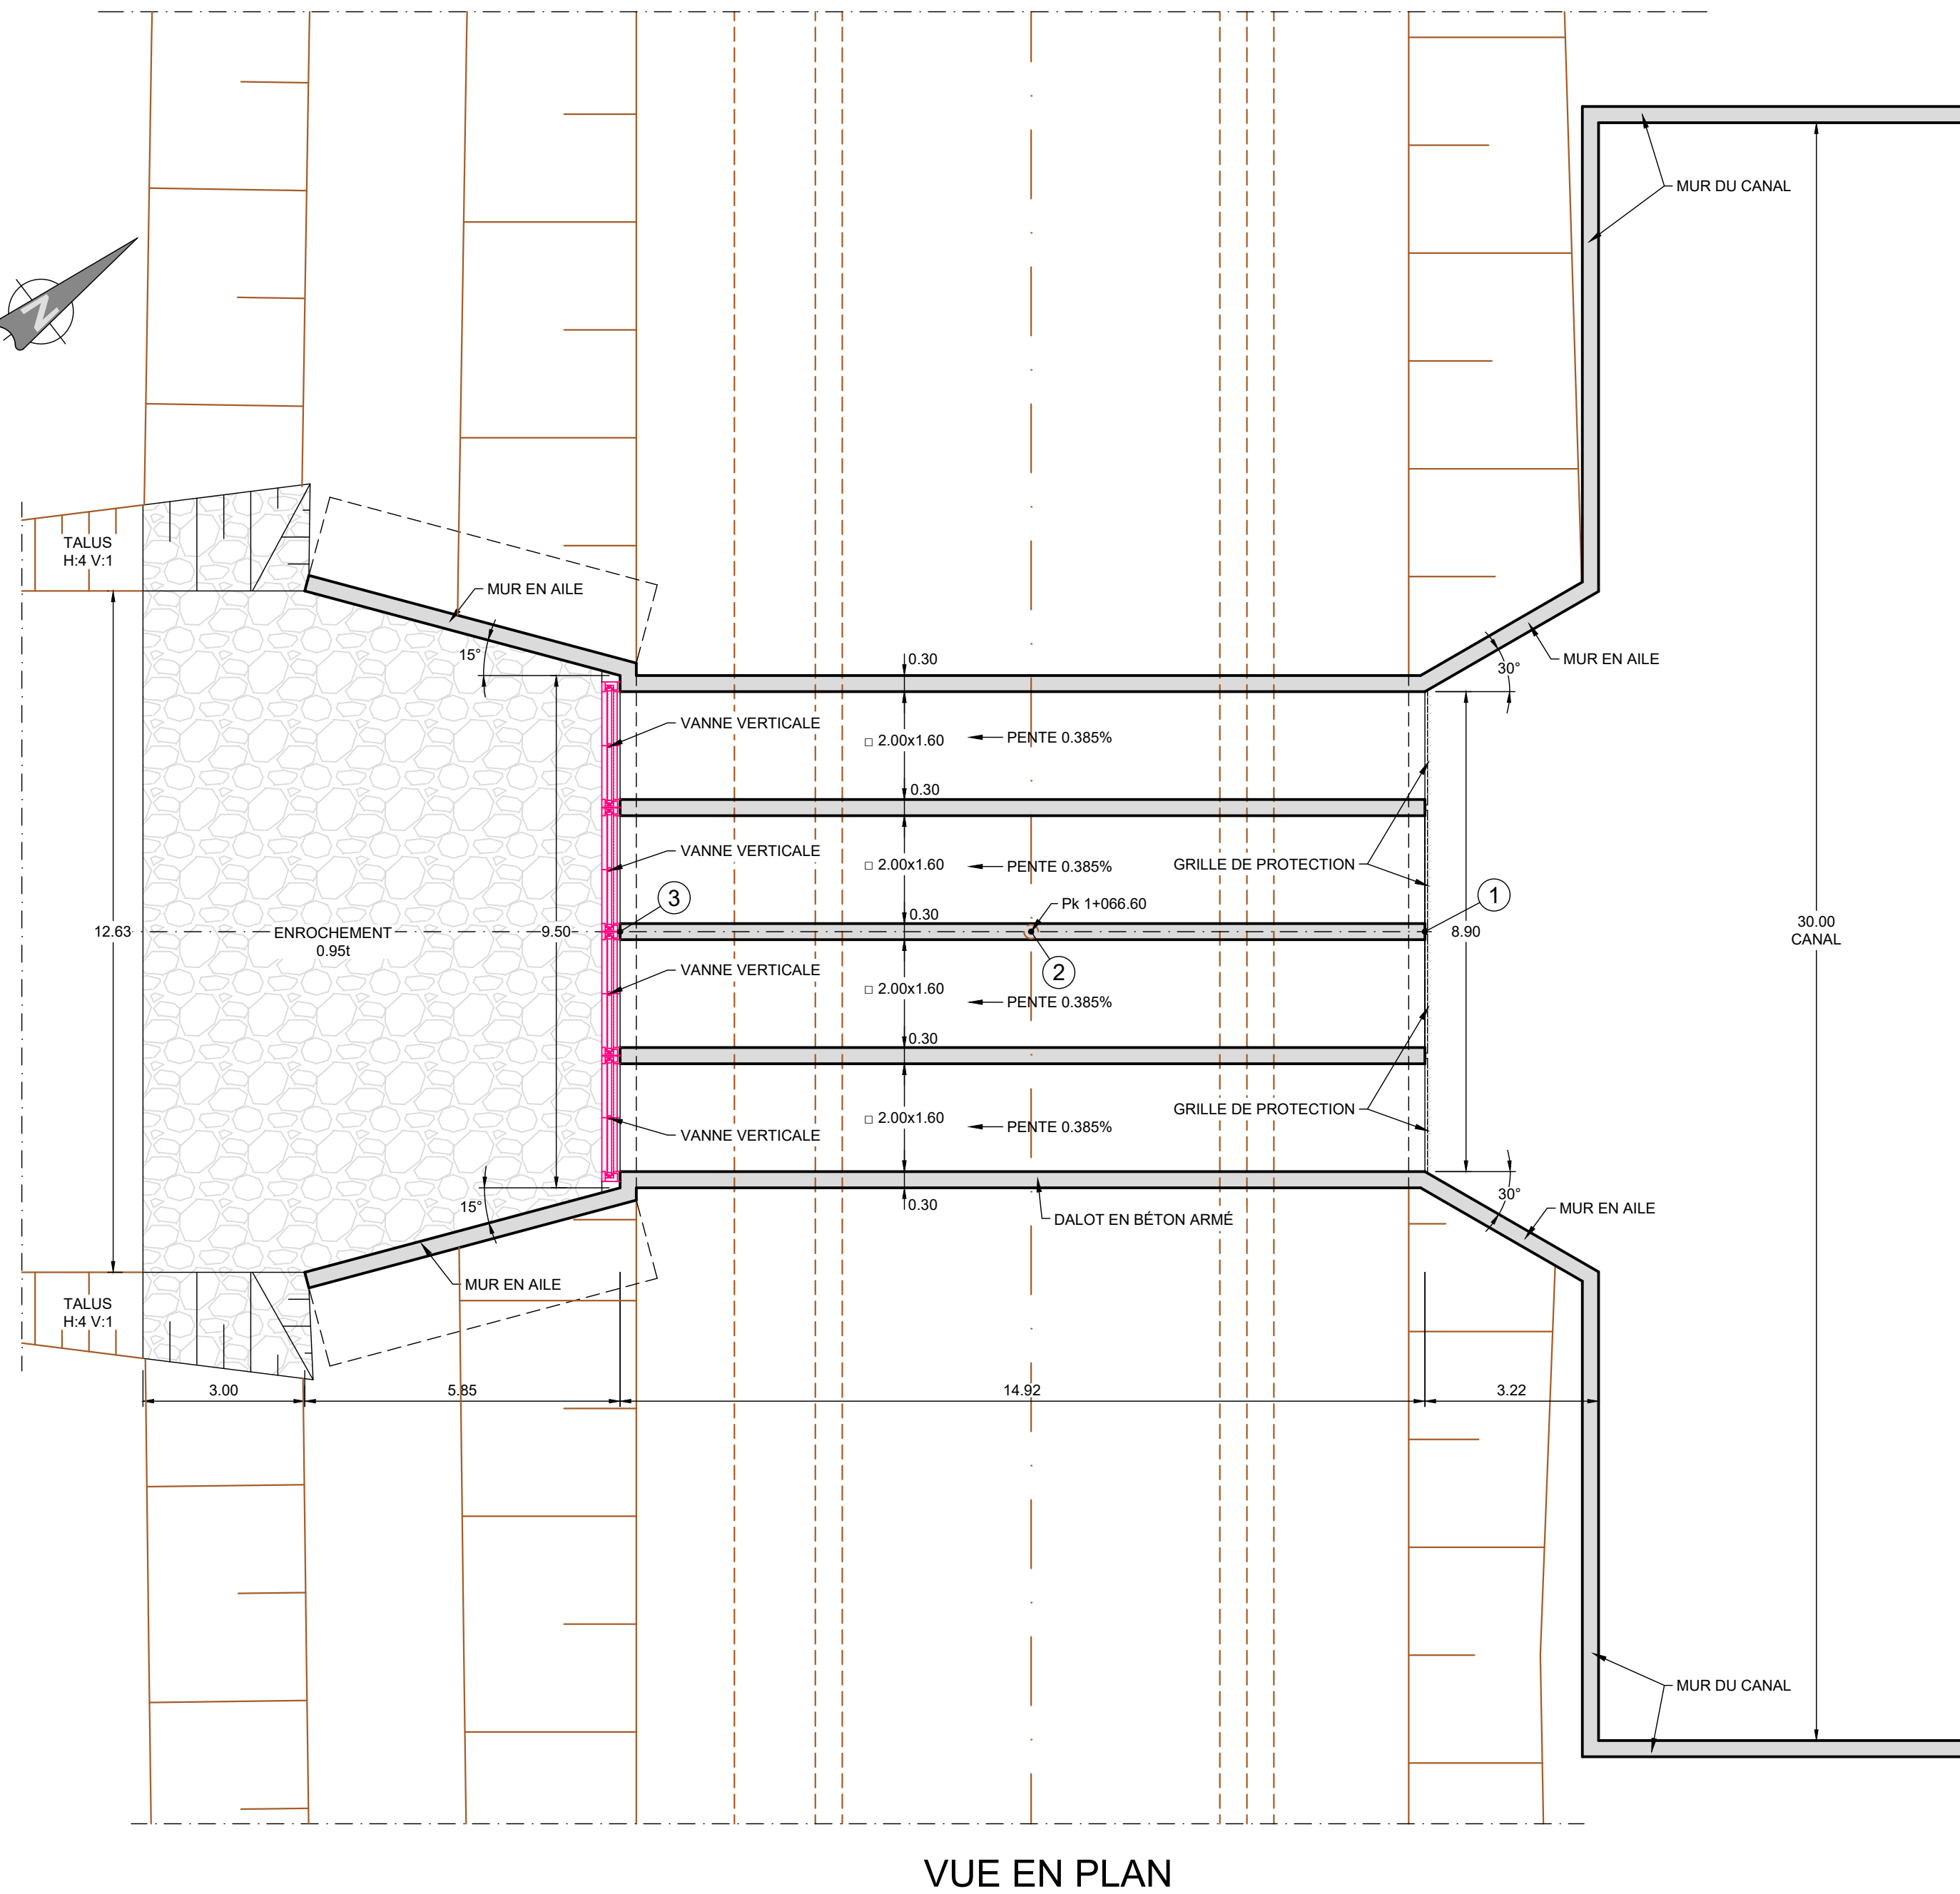 MUR DU CANAL
N
TALUS
H:4 V:1
MUR EN AILE
15°
0.30
30°
MUR EN AILE
VANNE VERTICALE
□ 2.00x1.60
PENTE 0.385%
0.30
VANNE VERTICALE
□ 2.00x1.60
PENTE 0.385%
GRILLE DE PROTECTION
3
1
Pk 1+066.60
0.30
12.63
ENROCHEMENT
0.95t
9.50
8.90
30.00
CANAL
2
VANNE VERTICALE
□ 2.00x1.60
PENTE 0.385%
0.30
VANNE VERTICALE
□ 2.00x1.60
PENTE 0.385%
GRILLE DE PROTECTION
15°
0.30
30°
MUR EN AILE
DALOT EN BÉTON ARMÉ
MUR EN AILE
TALUS
H:4 V:1
3.00
5.85
14.92
3.22
MUR DU CANAL
VUE EN PLAN